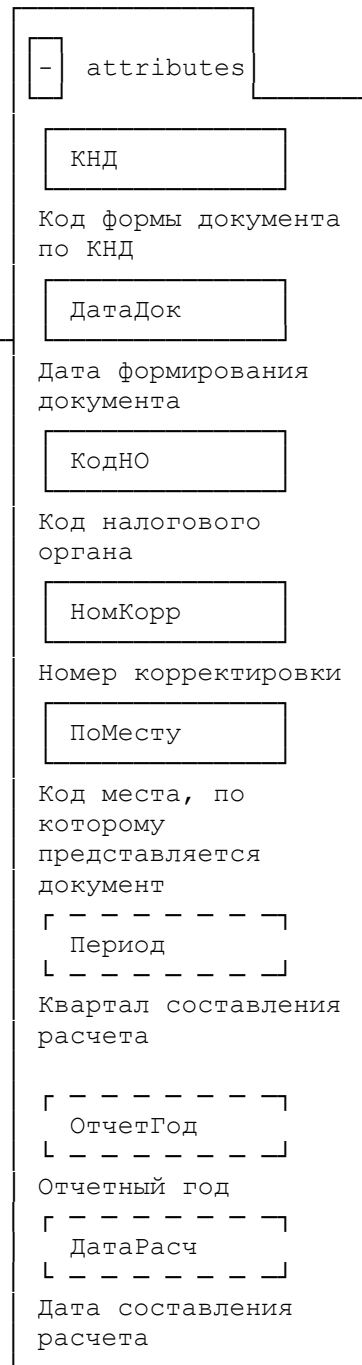 - attributes
КНД
Код формы документа
по КНД
ДатаДок
Дата формирования
документа
КодНО
Код налогового
органа
НомКорр
Номер корректировки
ПоМесту
Код места, по
которому
представляется
документ
Период
Квартал составления
расчета
ОтчетГод
Отчетный год
ДатаРасч
Дата составления
расчета